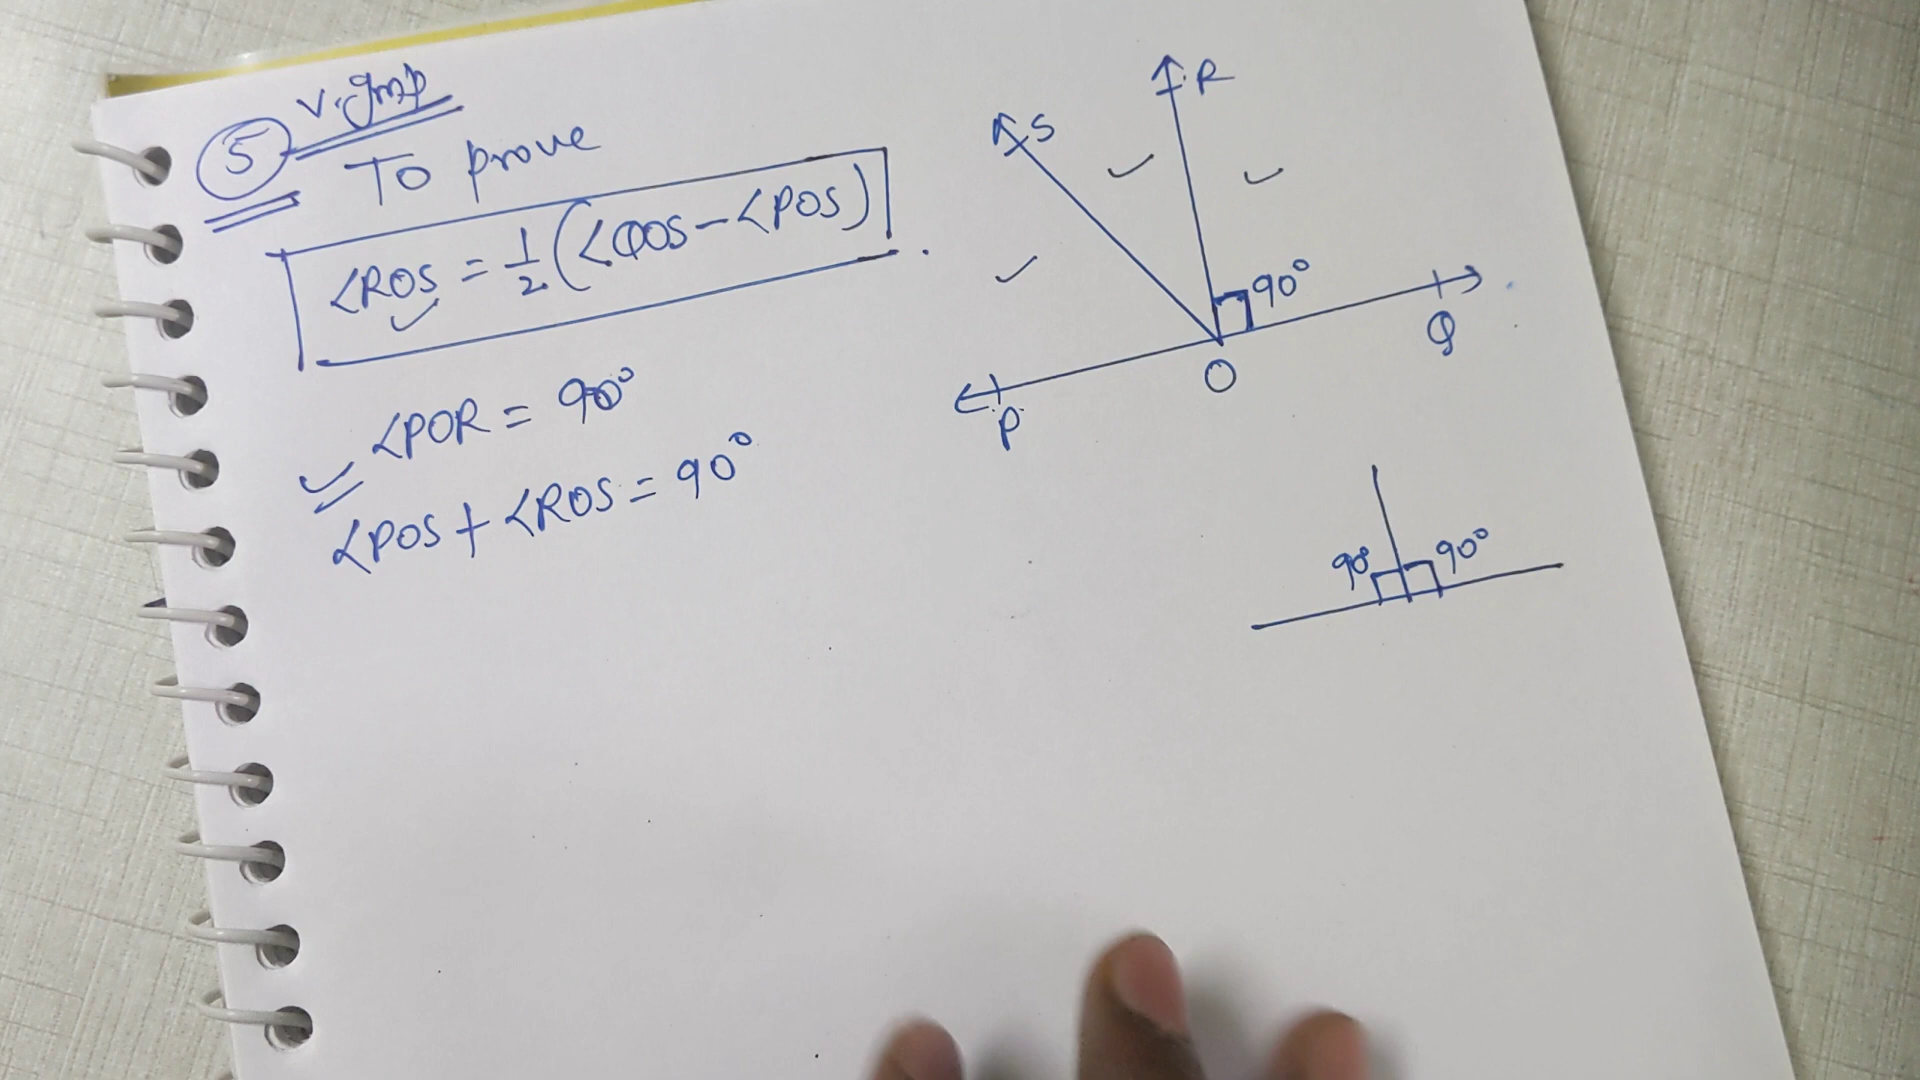 5 V.Imp
To prove
∠ROS = 1/2 (∠QOS - ∠POS)
∠POR = 90°
∠POS + ∠ROS = 90°
R
S
90°
Q
O
P
90° 90°